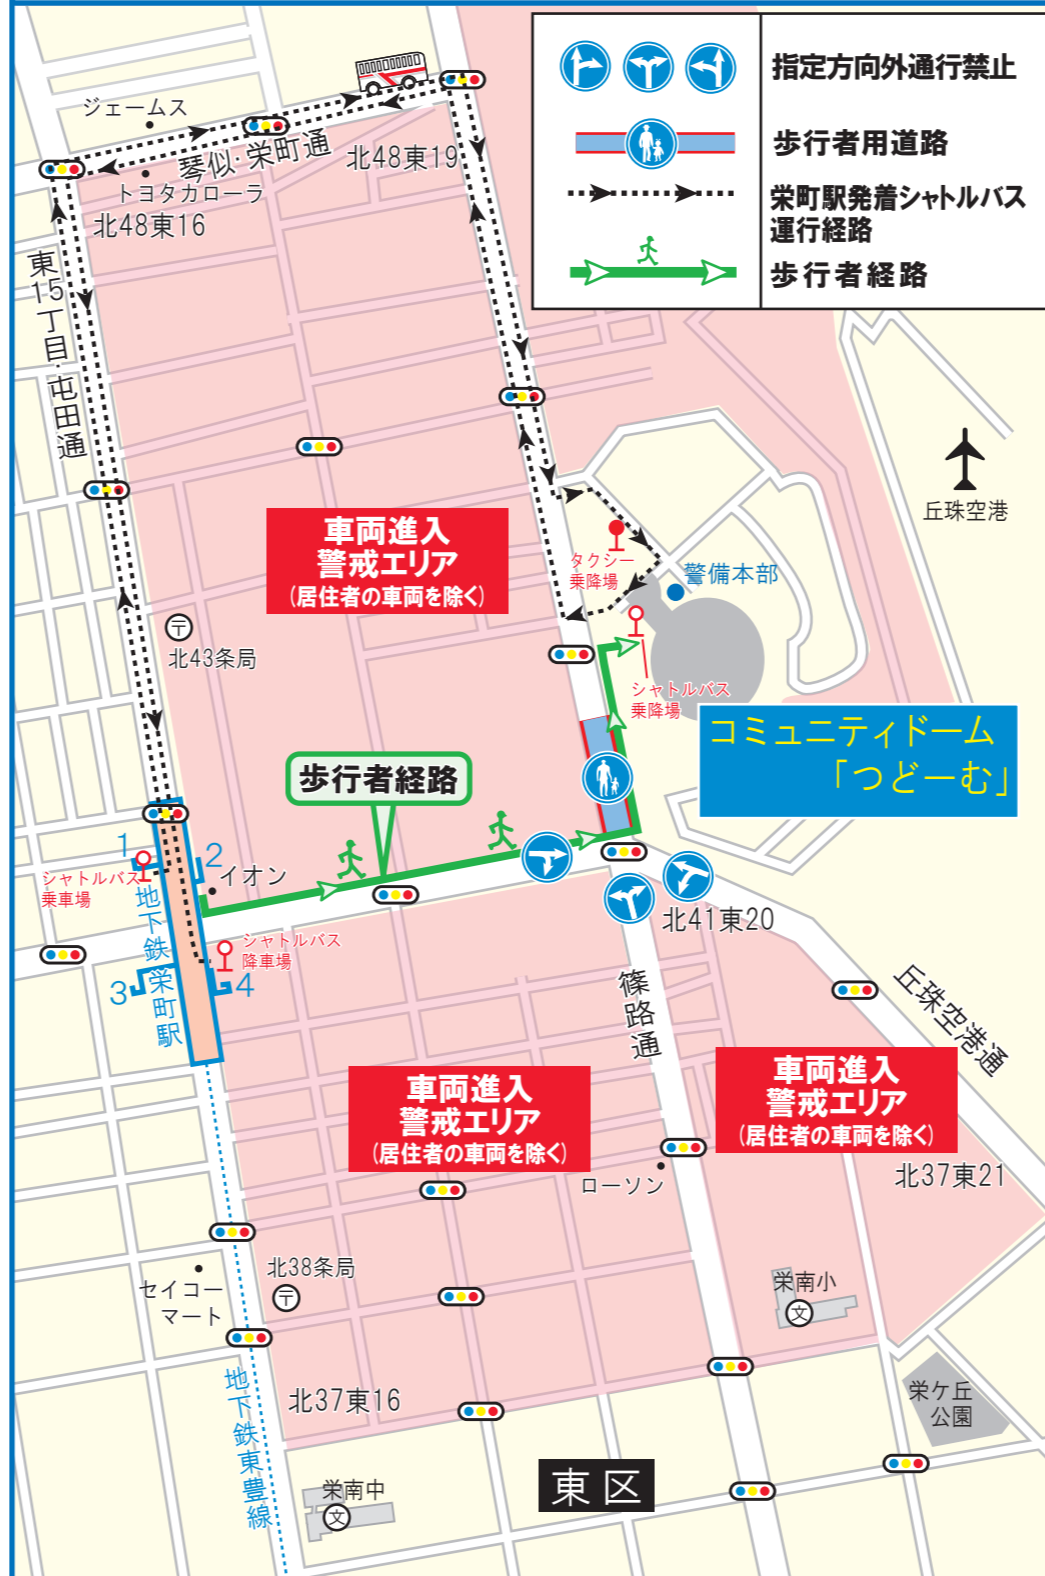 指定方向外通行禁止
歩行者用道路
栄町駅発着シャトルバス
運行経路
歩行者経路
ジェームス
琴似・栄町通
北48東19
トヨタカローラ
北48東16
東15丁目・屯田通
丘珠空港
車両進入
警戒エリア
(居住者の車両を除く)
タクシー
乗降場
警備本部
〒
北43条局
シャトルバス
乗降場
コミュニティドーム
「つどーむ」
歩行者経路
1
2
イオン
シャトルバス
乗車場
地下鉄栄町駅
北41東20
シャトルバス
降車場
3
4
篠路通
丘珠空港通
車両進入
警戒エリア
(居住者の車両を除く)
車両進入
警戒エリア
(居住者の車両を除く)
ローソン
北37東21
北38条局
〒
セイコー
マート
栄南小
文
地下鉄東豊線
北37東16
栄ケ丘
公園
東区
栄南中
文